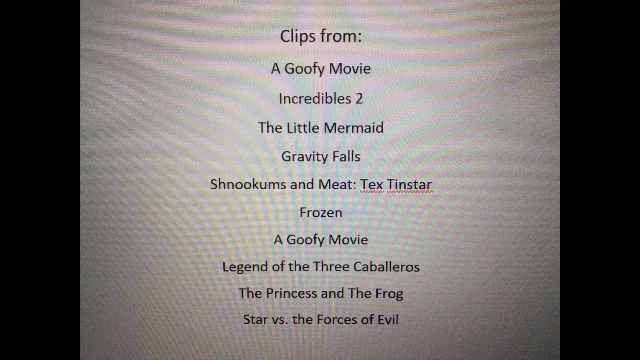 Clips from:
A Goofy Movie
Incredibles 2
The Little Mermaid
Gravity Falls
Shnookums and Meat: Tex Tinstar
Frozen
A Goofy Movie
Legend of the Three Caballeros
The Princess and The Frog
Star vs. the Forces of Evil